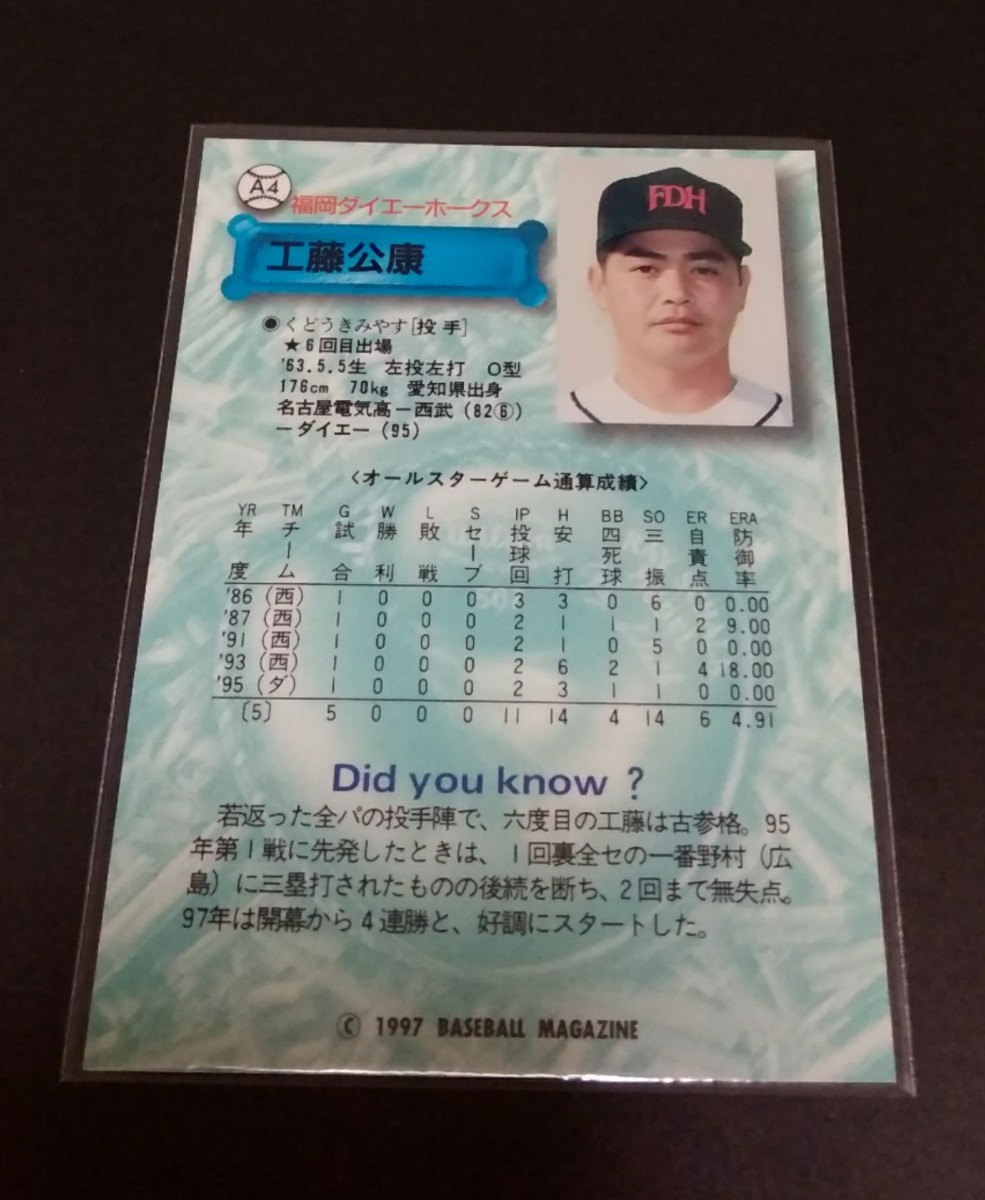 A4
福岡ダイエーホークス
FDH
工藤公康
◉くどうきみやす[投手]
★6回目出場
'63.5.5生 左投左打 O型
176cm 70kg 愛知県出身
名古屋電気高－西武（82⑥）
－ダイエー（95）
〈オールスターゲーム通算成績〉
YR TM G W L S IP H BB SO ER ERA
年度 チーム 試合 勝利 敗戦 セーブ 投球回 安打 四死球 三振 自責点 防御率
'86（西） 1 0 0 0 3 3 0 6 0 0.00
'87（西） 1 0 0 0 2 1 1 1 2 9.00
'91（西） 1 0 0 0 2 1 0 5 0 0.00
'93（西） 1 0 0 0 2 6 2 1 4 18.00
'95（ダ） 1 0 0 0 2 3 1 1 0 0.00
〔5〕 5 0 0 0 11 14 4 14 6 4.91
Did you know ?
若返った全パの投手陣で、六度目の工藤は古参格。95
年第1戦に先発したときは、1回裏全セの一番野村（広
島）に三塁打されたものの後続を断ち、2回まで無失点。
97年は開幕から4連勝と、好調にスタートした。
© 1997 BASEBALL MAGAZINE